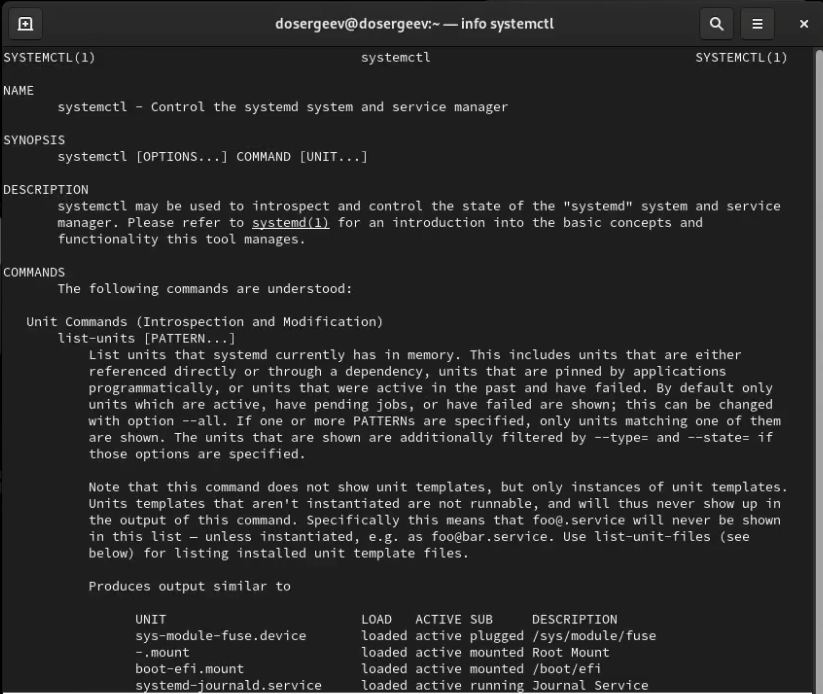 dosergeev@dosergeev:~ — info systemctl
SYSTEMCTL(1) systemctl SYSTEMCTL(1)
NAME
systemctl - Control the systemd system and service manager
SYNOPSIS
systemctl [OPTIONS...] COMMAND [UNIT...]
DESCRIPTION
systemctl may be used to introspect and control the state of the "systemd" system and service
manager. Please refer to systemd(1) for an introduction into the basic concepts and
functionality this tool manages.
COMMANDS
The following commands are understood:
Unit Commands (Introspection and Modification)
list-units [PATTERN...]
List units that systemd currently has in memory. This includes units that are either
referenced directly or through a dependency, units that are pinned by applications
programmatically, or units that were active in the past and have failed. By default only
units which are active, have pending jobs, or have failed are shown; this can be changed
with option --all. If one or more PATTERNs are specified, only units matching one of them
are shown. The units that are shown are additionally filtered by --type= and --state= if
those options are specified.
Note that this command does not show unit templates, but only instances of unit templates.
Units templates that aren't instantiated are not runnable, and will thus never show up in
the output of this command. Specifically this means that foo@.service will never be shown
in this list — unless instantiated, e.g. as foo@bar.service. Use list-unit-files (see
below) for listing installed unit template files.
Produces output similar to
UNIT LOAD ACTIVE SUB DESCRIPTION
sys-module-fuse.device loaded active plugged /sys/module/fuse
-.mount loaded active mounted Root Mount
boot-efi.mount loaded active mounted /boot/efi
systemd-journald.service loaded active running Journal Service